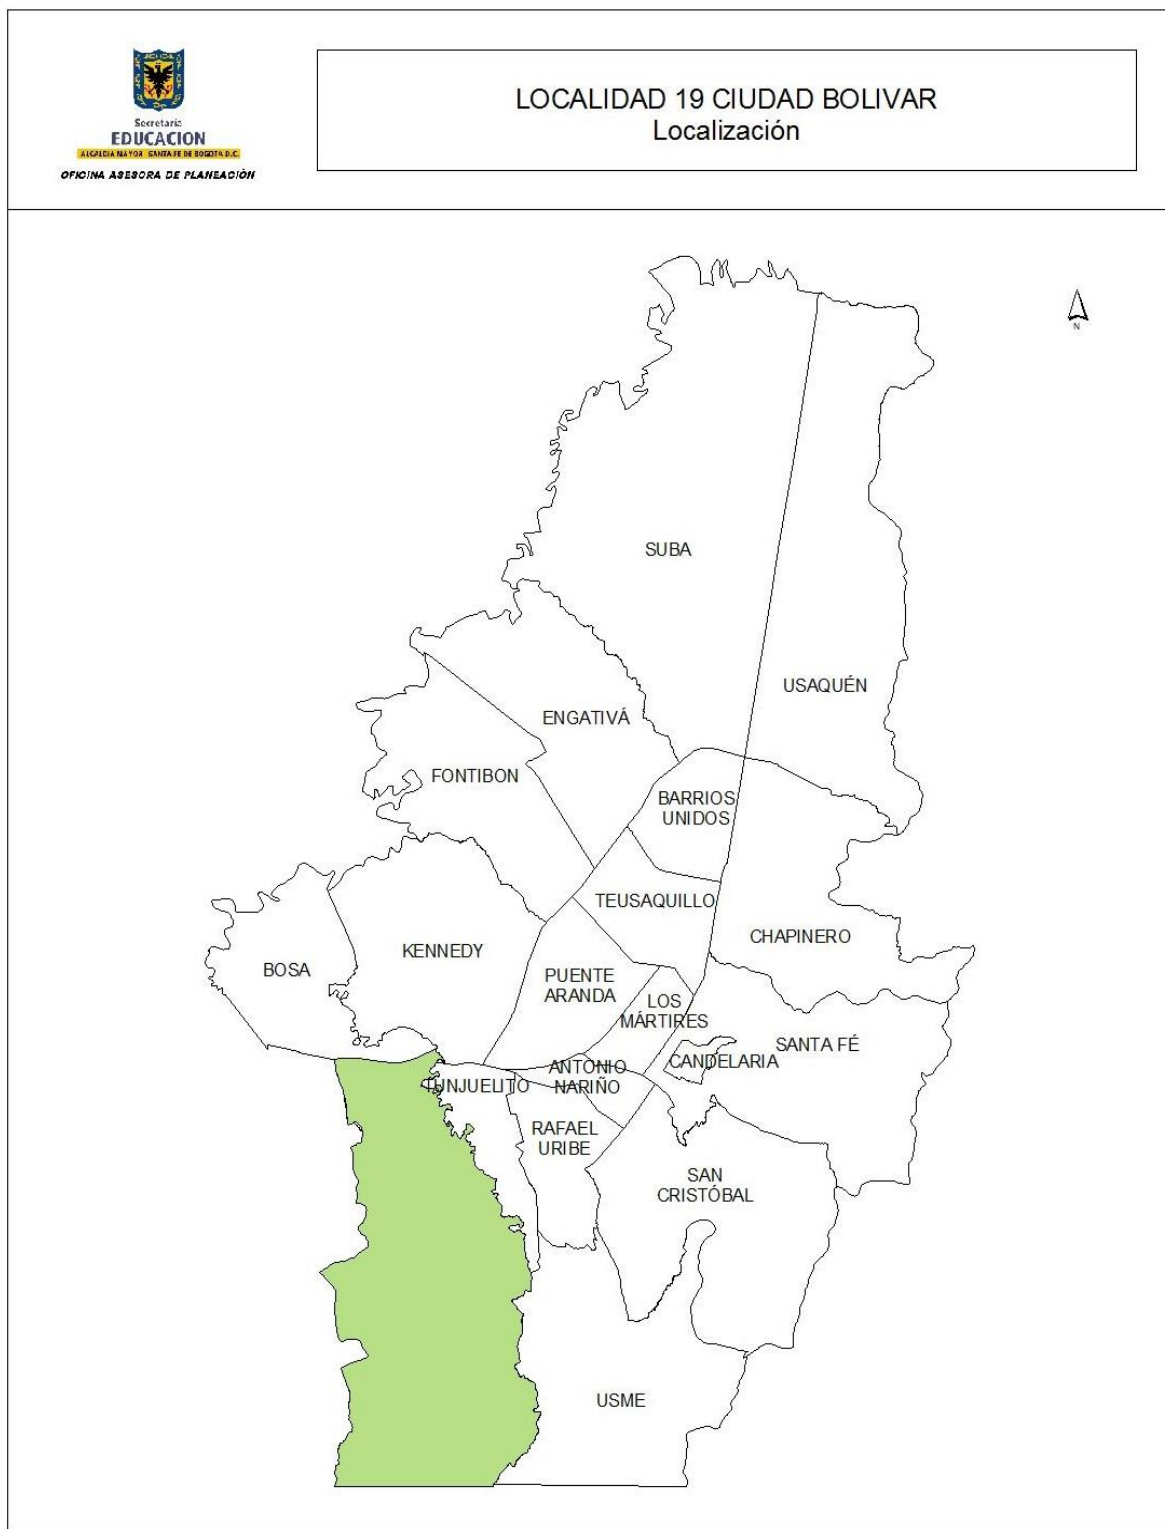 LOCALIDAD 19 CIUDAD BOLIVAR
Localización
Secretaría
EDUCACION
ALCALDIA MAYOR SANTA FE DE BOGOTA D.C.
OFICINA ASESORA DE PLANEACIÓN
N
SUBA
USAQUÉN
ENGATIVÁ
FONTIBON
BARRIOS
UNIDOS
TEUSAQUILLO
CHAPINERO
KENNEDY
BOSA
PUENTE
ARANDA
LOS
MÁRTIRES
SANTA FÉ
CANDELARIA
ANTONIO
NARIÑO
TUNJUELITO
RAFAEL
URIBE
SAN
CRISTÓBAL
USME